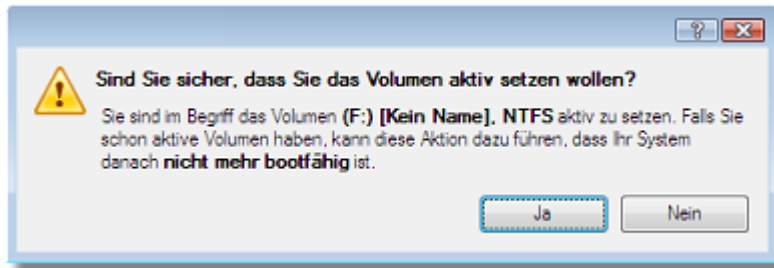 Sind Sie sicher, dass Sie das Volumen aktiv setzen wollen?
Sie sind im Begriff das Volumen (F:) [Kein Name], NTFS aktiv zu setzen. Falls Sie
schon aktive Volumen haben, kann diese Aktion dazu führen, dass Ihr System
danach nicht mehr bootfähig ist.
Ja Nein